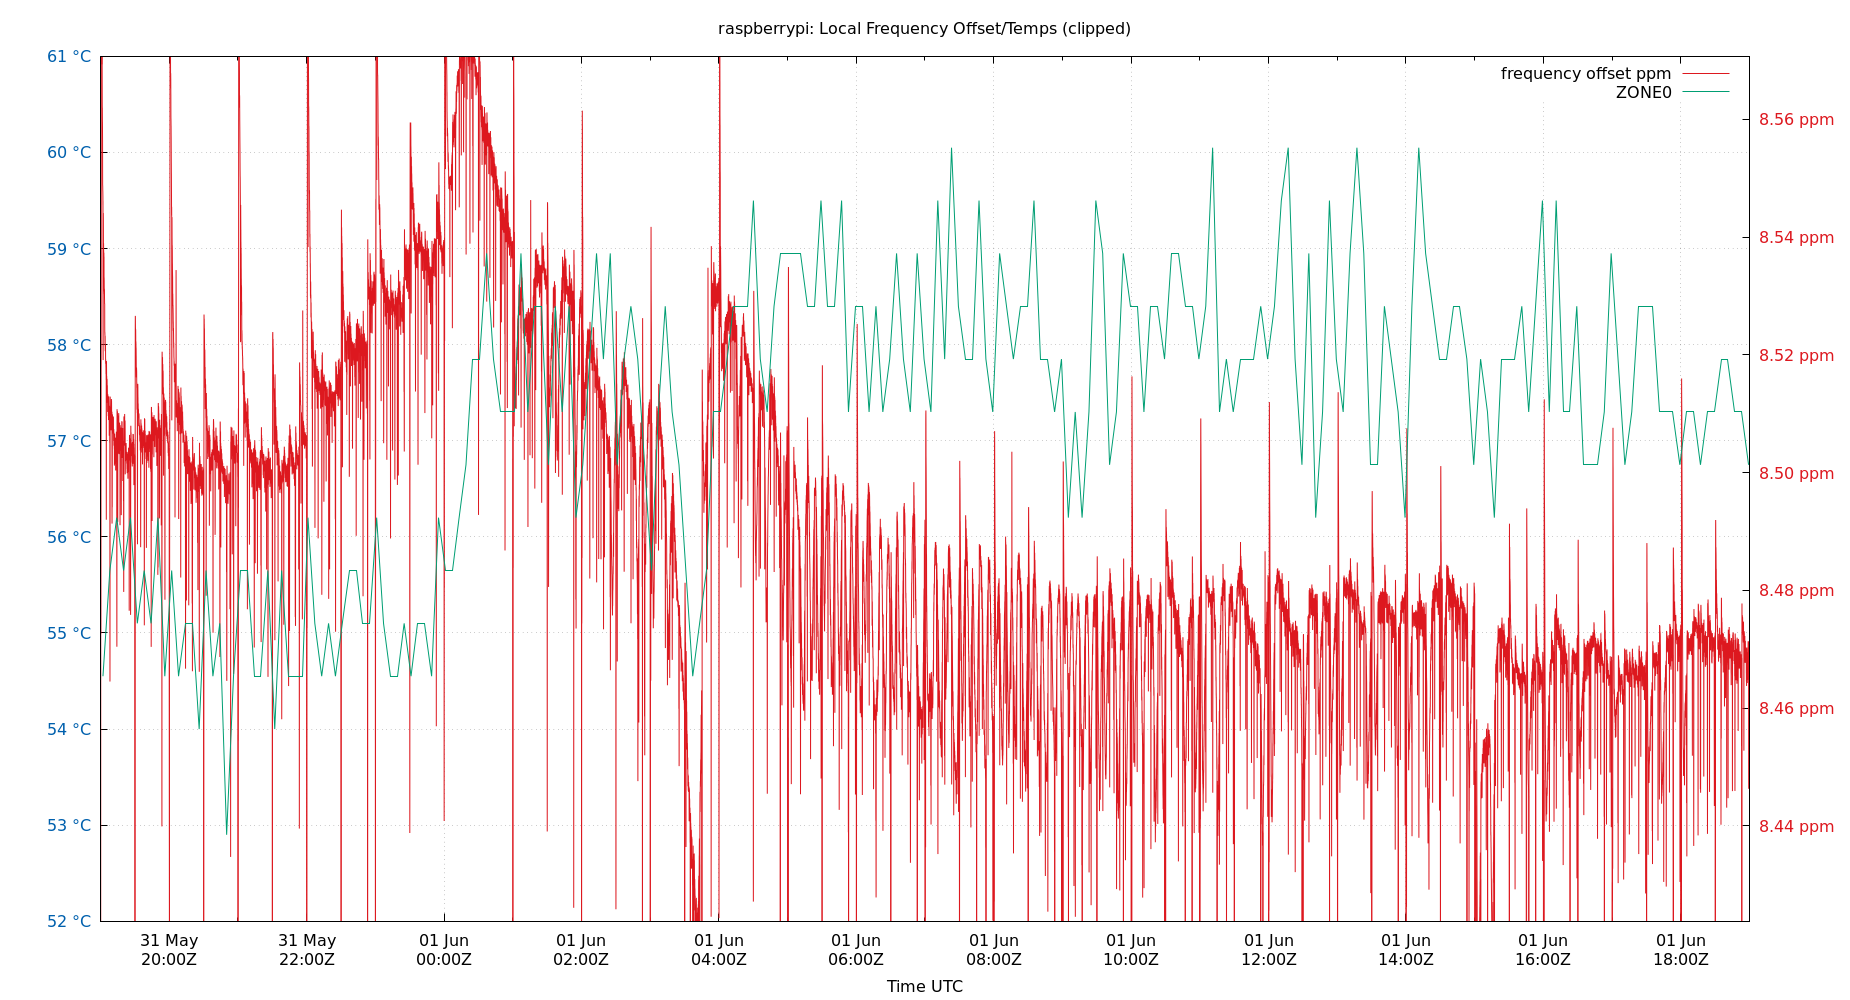 raspberrypi: Local Frequency Offset/Temps (clipped)
frequency offset ppm
ZONE0
61 °C
60 °C
59 °C
58 °C
57 °C
56 °C
55 °C
54 °C
53 °C
52 °C
8.56 ppm
8.54 ppm
8.52 ppm
8.50 ppm
8.48 ppm
8.46 ppm
8.44 ppm
31 May
20:00Z
31 May
22:00Z
01 Jun
00:00Z
01 Jun
02:00Z
01 Jun
04:00Z
01 Jun
06:00Z
01 Jun
08:00Z
01 Jun
10:00Z
01 Jun
12:00Z
01 Jun
14:00Z
01 Jun
16:00Z
01 Jun
18:00Z
Time UTC